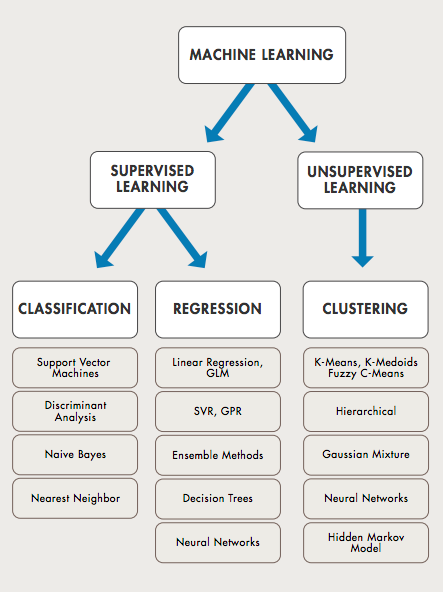 MACHINE LEARNING
SUPERVISED
LEARNING
UNSUPERVISED
LEARNING
CLASSIFICATION
Support Vector
Machines
Discriminant
Analysis
Naive Bayes
Nearest Neighbor
REGRESSION
Linear Regression,
GLM
SVR, GPR
Ensemble Methods
Decision Trees
Neural Networks
CLUSTERING
K-Means, K-Medoids
Fuzzy C-Means
Hierarchical
Gaussian Mixture
Neural Networks
Hidden Markov
Model